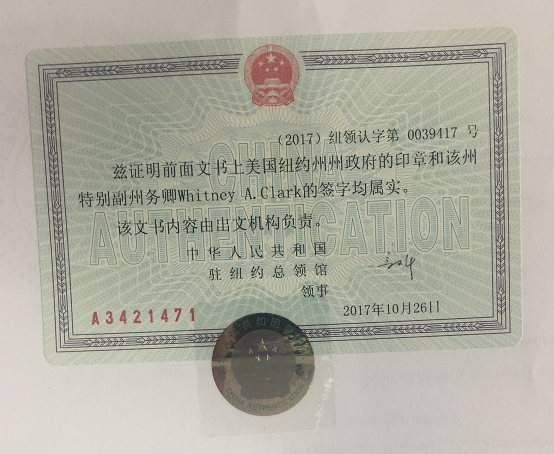 CHINA
AUTHENTICATION
（2017）纽领认字第 0039417 号
兹证明前面文书上美国纽约州州政府的印章和该州
特别副州务卿Whitney A.Clark的签字均属实。
该文书内容由出文机构负责。
中华人民共和国
驻纽约总领馆
领事
A3421471
2017年10月26日
CHINA AUTHENTICATION